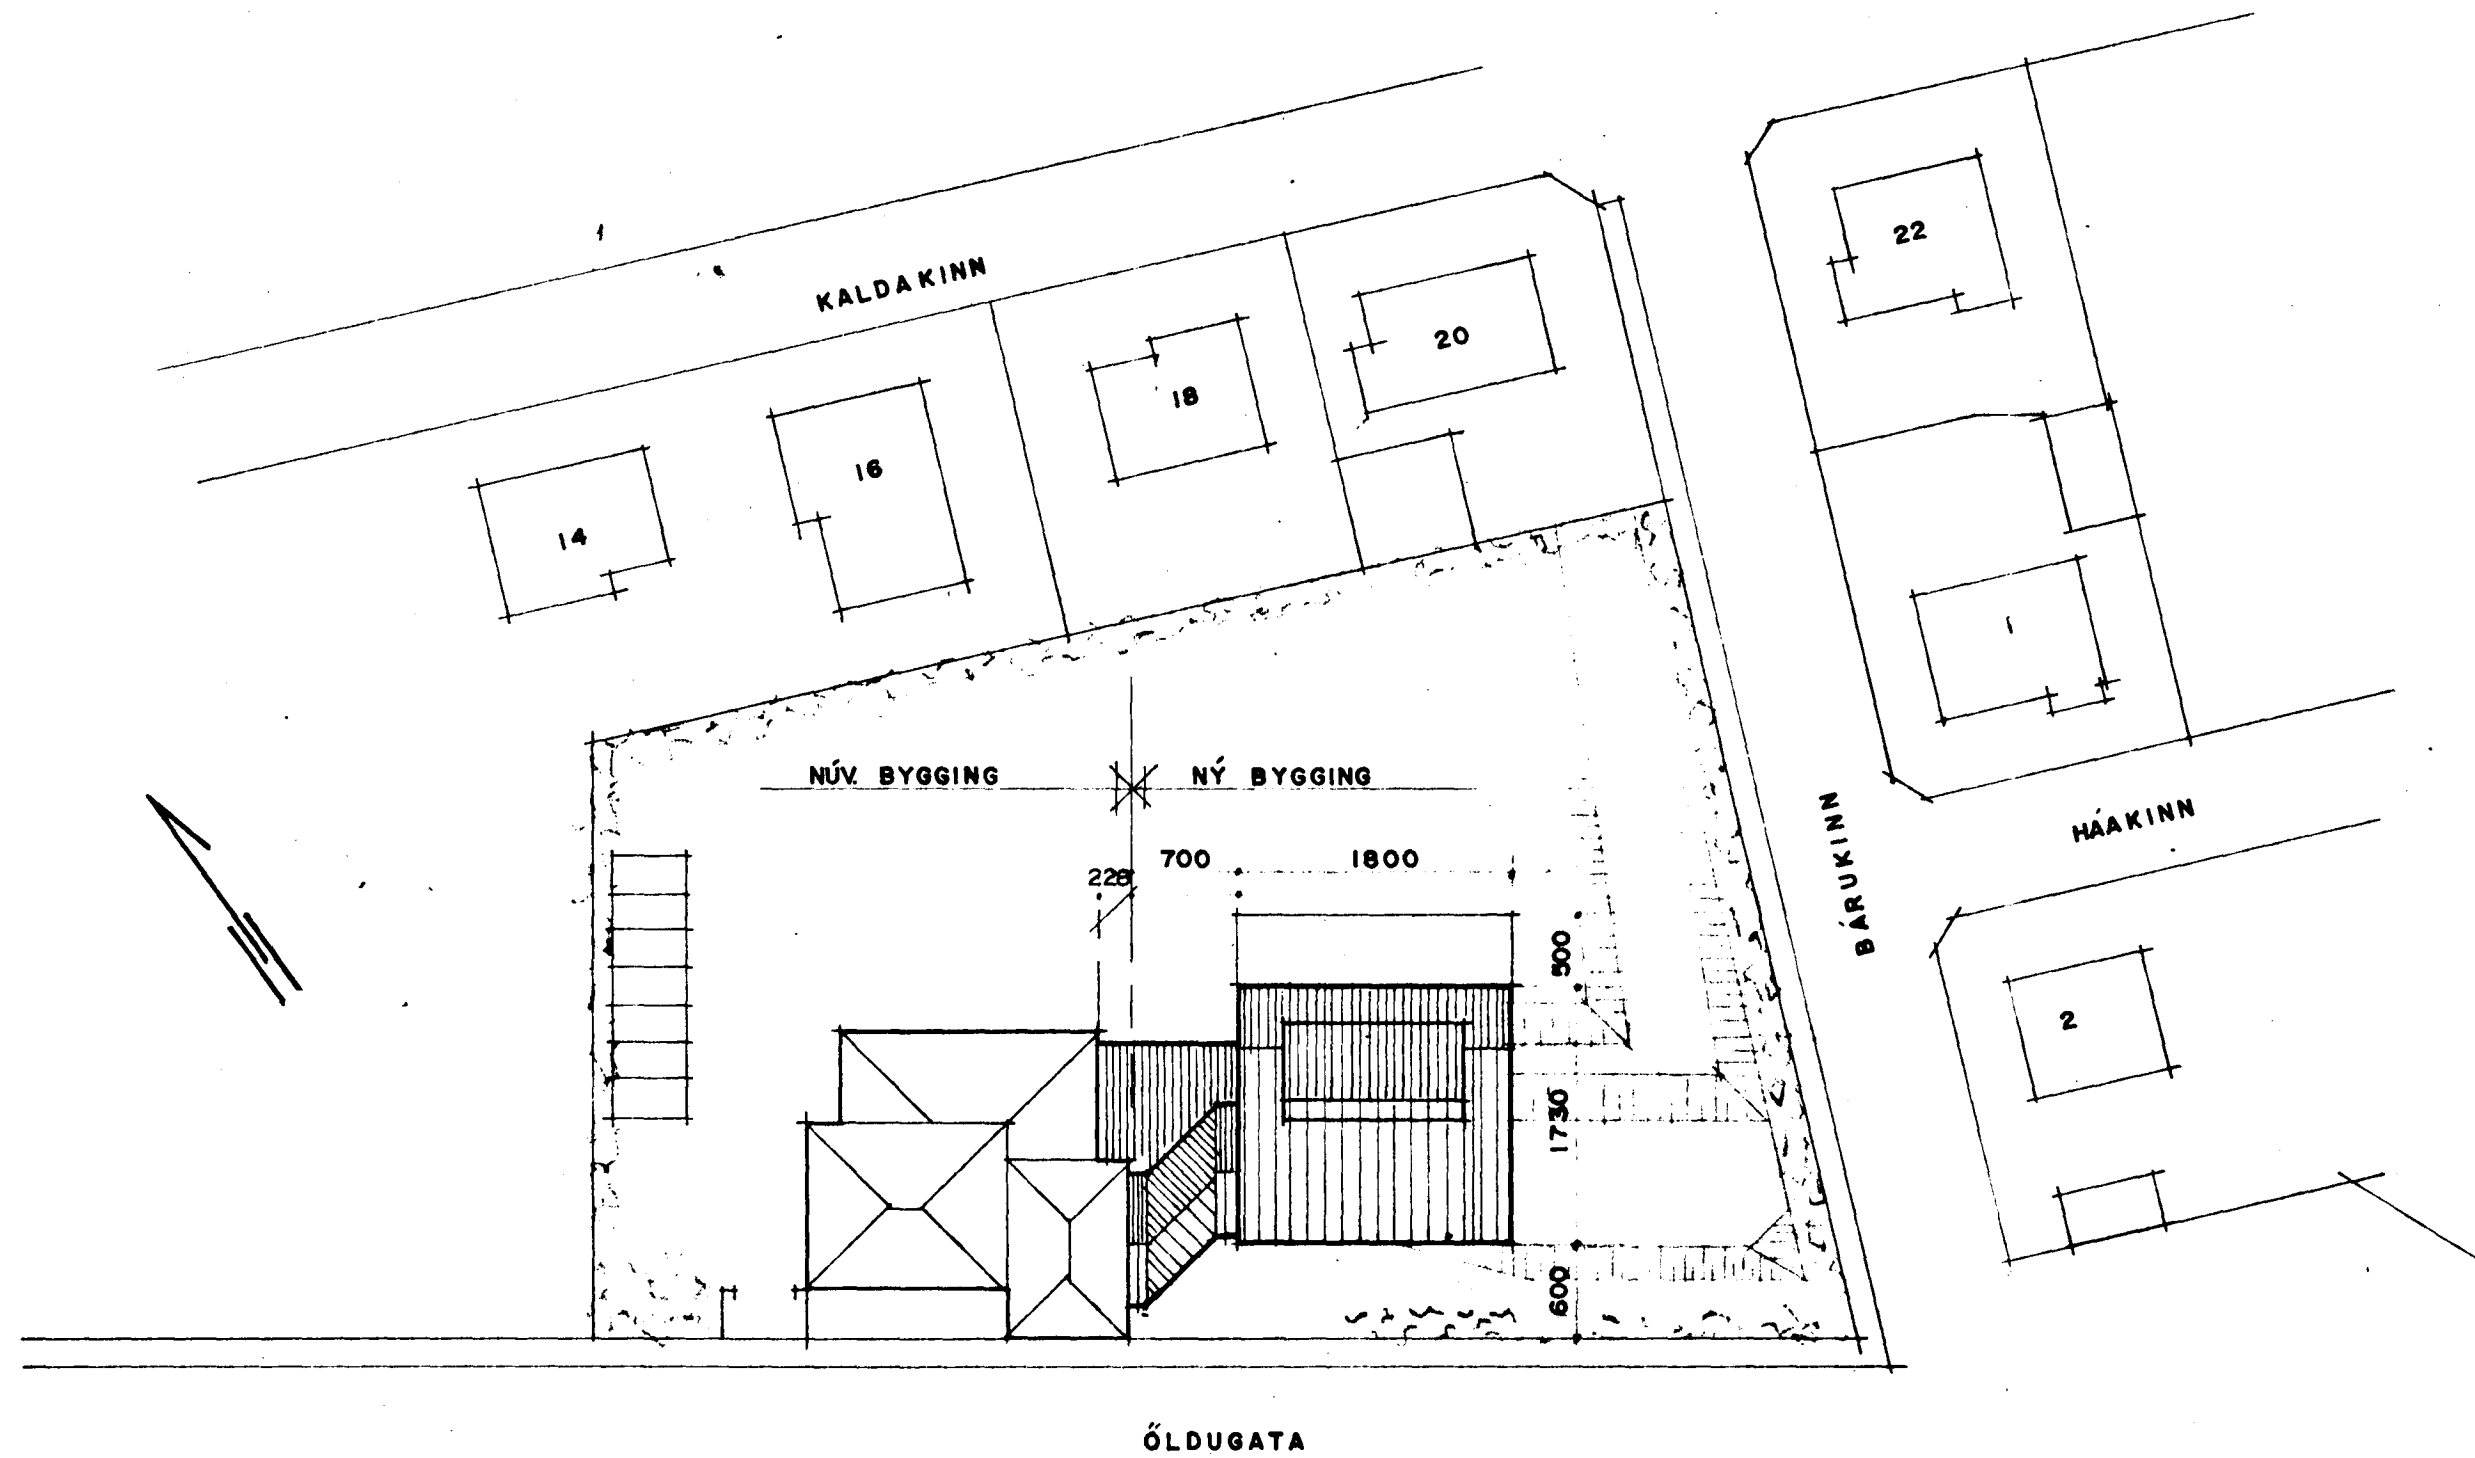 KALDAKINN
22
20
18
16
14
1
NÚV. BYGGING
NÝ BYGGING
BÁRUKINN
HÁAKINN
700
1800
228
500
2
1730
600
ÖLDUGATA